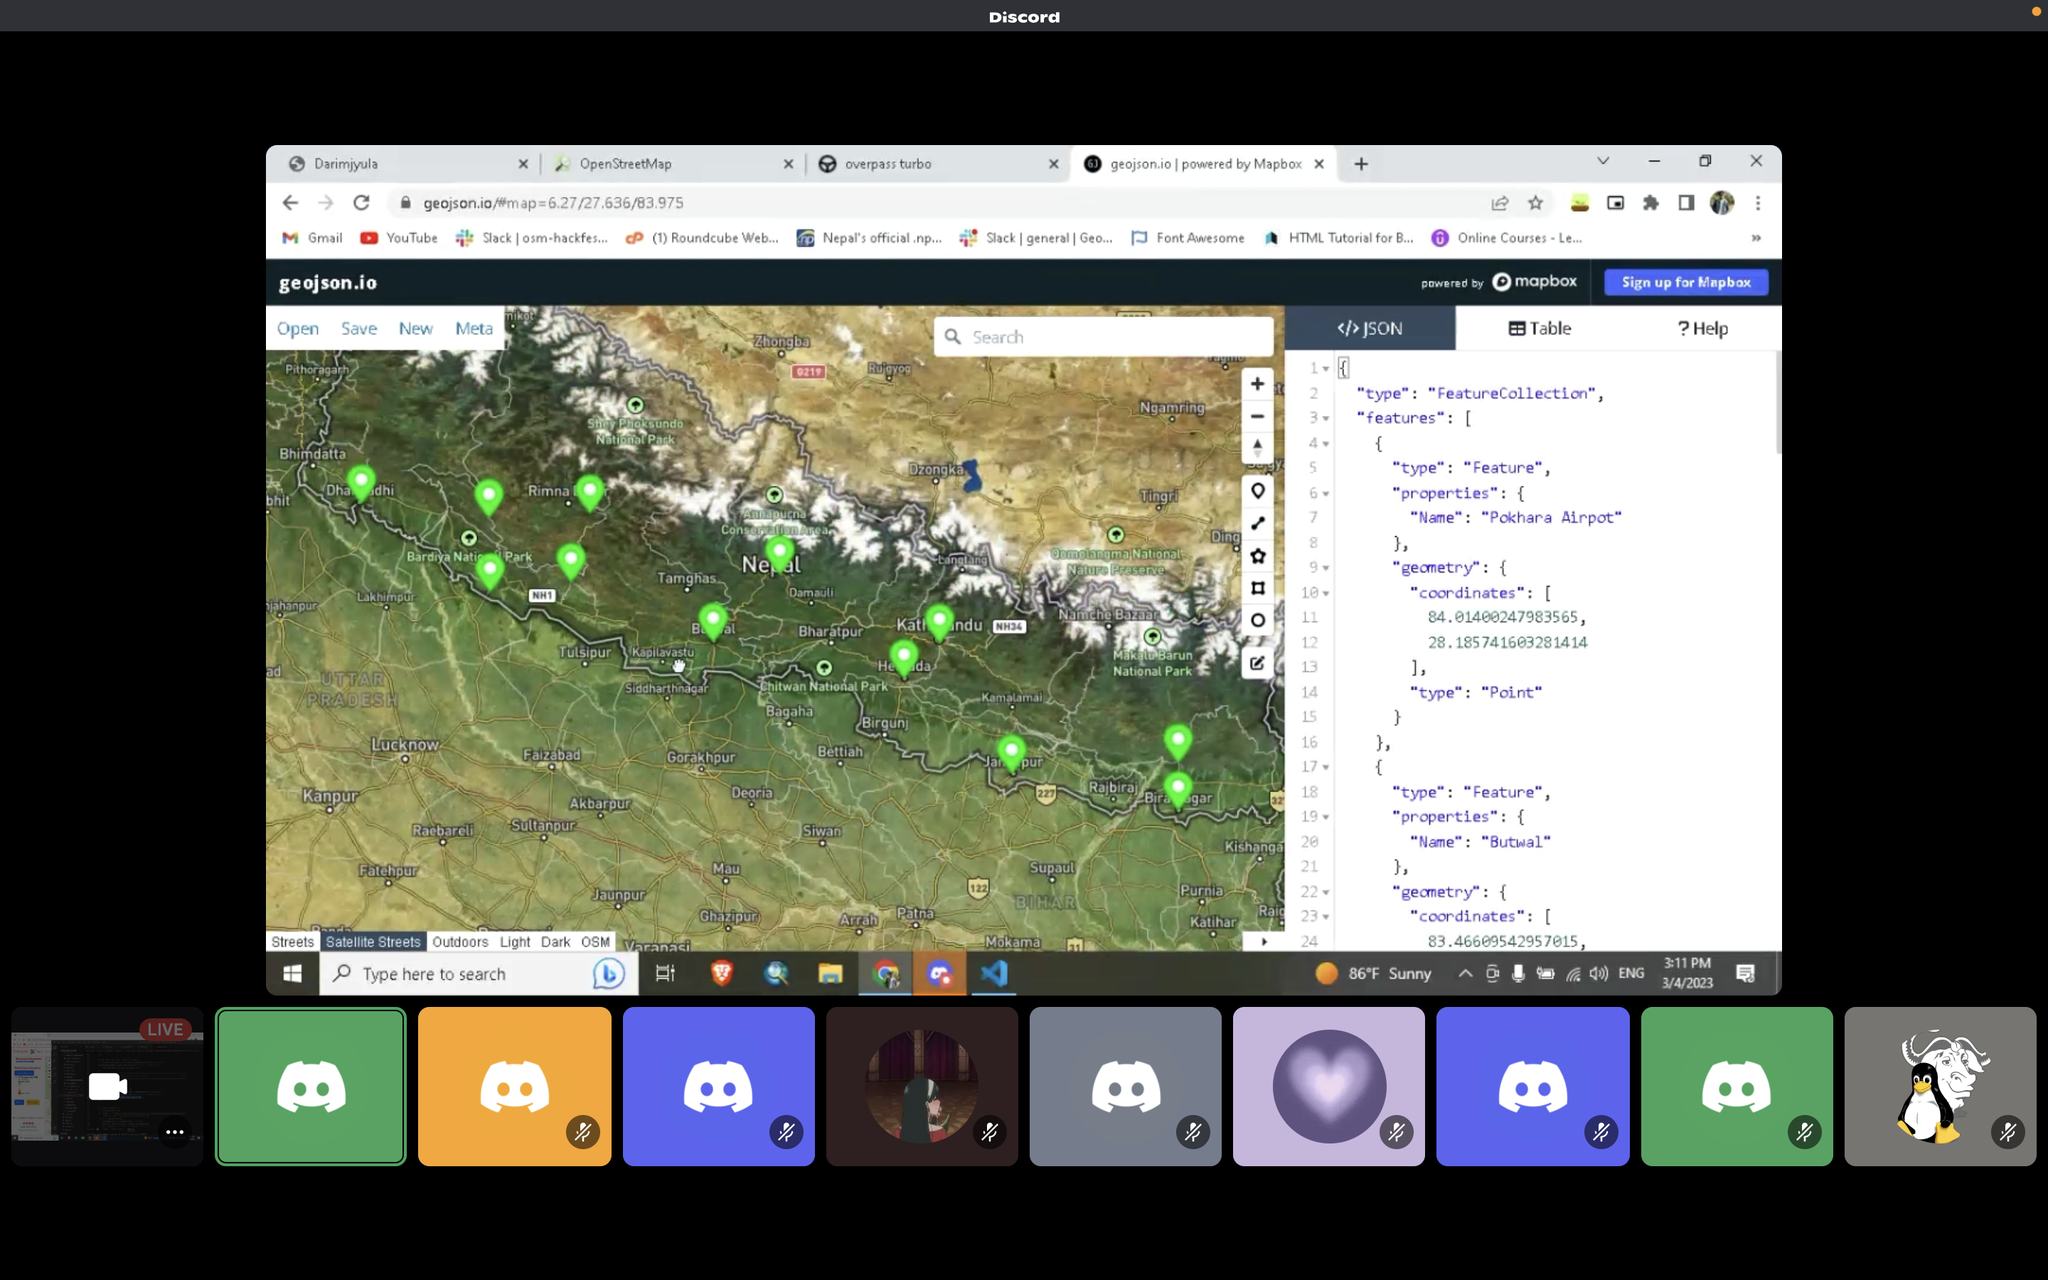 Discord
Darimjyula
OpenStreetMap
overpass turbo
geojson.io | powered by Mapbox
geojson.io/#map=6.27/27.636/83.975
Gmail
YouTube
Slack | osm-hackfes...
(1) Roundcube Web...
Nepal's official .np...
Slack | general | Geo...
Font Awesome
HTML Tutorial for B...
Online Courses - Le...
»
geojson.io
powered by mapbox
Sign up for Mapbox
Open Save New Meta
Search
</> JSON
Table
? Help
Zhongba
G219
Rujgyog
Pithoragarh
Shey Phoksundo
National Park
Ngamring
Bhimdatta
Dzongka
Tingri
Rimna
Annapurna
Conservation Area
Bardiya National Park
Nepal
Langtang
Qomolangma National
Nature Preserve
Tamghas
Damauli
NH1
Lakhimpur
Namche Bazaar
NH34
Bharatpur
Tulsipur
Kapilavastu
Makalu Barun
National Park
UTTAR
PRADESH
Siddharthnagar
Chitwan National Park
Kamalamai
Bagaha
Birgunj
Lucknow
Faizabad
Gorakhpur
Bettiah
Kanpur
Deoria
227
Rajbiraj
Akbarpur
Raebareli
Sultanpur
Siwan
Kishanga
Fatehpur
Mau
Supaul
122
BIHAR
Purnia
Jaunpur
Ghazipur
Arrah
Patna
Katihar
Varanasi
Mokama
31
Streets Satellite Streets Outdoors Light Dark OSM
1 {
2 "type": "FeatureCollection",
3 "features": [
4 {
5 "type": "Feature",
6 "properties": {
7 "Name": "Pokhara Airpot"
8 },
9 "geometry": {
10 "coordinates": [
11 84.01400247983565,
12 28.185741603281414
13 ],
14 "type": "Point"
15 }
16 },
17 {
18 "type": "Feature",
19 "properties": {
20 "Name": "Butwal"
21 },
22 "geometry": {
23 "coordinates": [
24 83.46609542957015,
Type here to search
86°F Sunny
ENG
3:11 PM
3/4/2023
LIVE